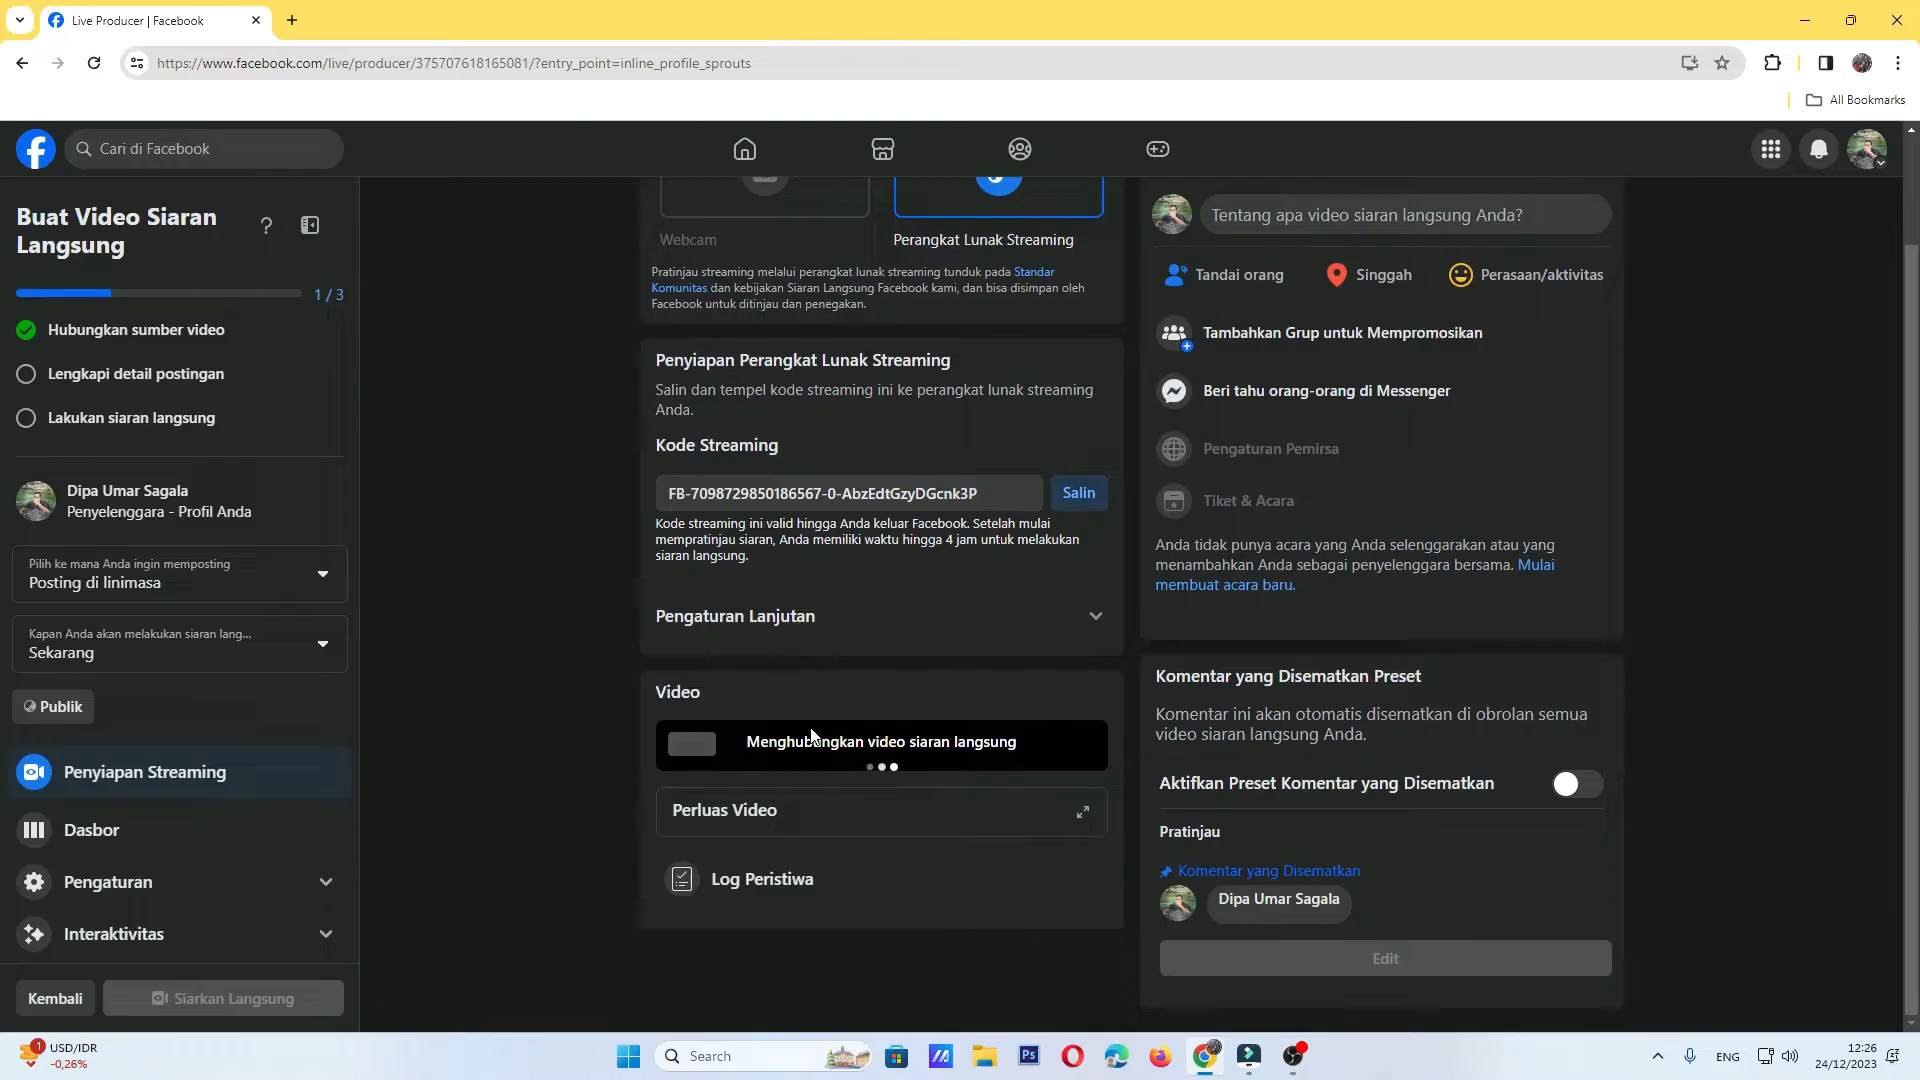 Live Producer | Facebook
https://www.facebook.com/live/producer/375707618165081/?entry_point=inline_profile_sprouts
All Bookmarks
Cari di Facebook
Buat Video Siaran
Langsung
?
1 / 3
Hubungkan sumber video
Lengkapi detail postingan
Lakukan siaran langsung
Dipa Umar Sagala
Penyelenggara - Profil Anda
Pilih ke mana Anda ingin memposting
Posting di linimasa
Kapan Anda akan melakukan siaran lang...
Sekarang
Publik
Penyiapan Streaming
Dasbor
Pengaturan
Interaktivitas
Kembali
Siarkan Langsung
Webcam
Perangkat Lunak Streaming
Pratinjau streaming melalui perangkat lunak streaming tunduk pada Standar
Komunitas dan kebijakan Siaran Langsung Facebook kami, dan bisa disimpan oleh
Facebook untuk ditinjau dan penegakan.
Penyiapan Perangkat Lunak Streaming
Salin dan tempel kode streaming ini ke perangkat lunak streaming
Anda.
Kode Streaming
FB-7098729850186567-0-AbzEdtGzyDGcnk3P
Salin
Kode streaming ini valid hingga Anda keluar Facebook. Setelah mulai
mempratinjau siaran, Anda memiliki waktu hingga 4 jam untuk melakukan
siaran langsung.
Pengaturan Lanjutan
Video
Menghubungkan video siaran langsung
Perluas Video
Log Peristiwa
Tentang apa video siaran langsung Anda?
Tandai orang
Singgah
Perasaan/aktivitas
Tambahkan Grup untuk Mempromosikan
Beri tahu orang-orang di Messenger
Pengaturan Pemirsa
Tiket & Acara
Anda tidak punya acara yang Anda selenggarakan atau yang
menambahkan Anda sebagai penyelenggara bersama. Mulai
membuat acara baru.
Komentar yang Disematkan Preset
Komentar ini akan otomatis disematkan di obrolan semua
video siaran langsung Anda.
Aktifkan Preset Komentar yang Disematkan
Pratinjau
Komentar yang Disematkan
Dipa Umar Sagala
Edit
1
USD/IDR
-0,26%
Search
Ps
ENG
12:26
24/12/2023